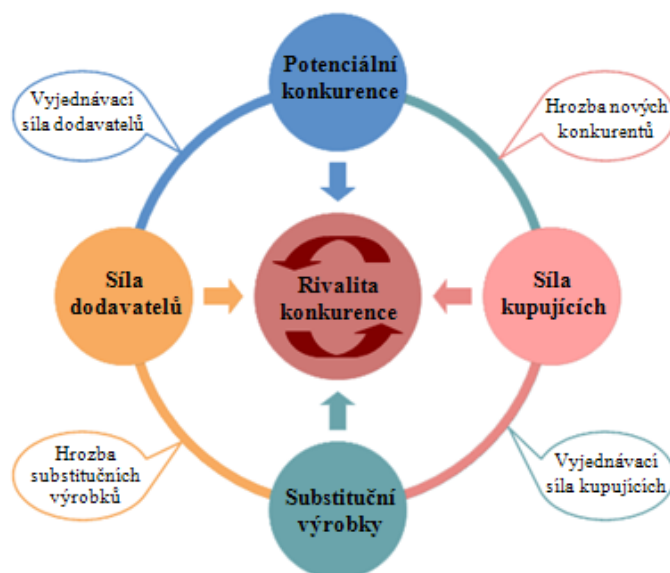 Potenciální
konkurence
Vyjednávací
síla dodavatelů
Hrozba nových
konkurentů
Síla
dodavatelů
Rivalita
konkurence
Síla
kupujících
Hrozba
substitučních
výrobků
Vyjednávací
síla kupujících
Substituční
výrobky